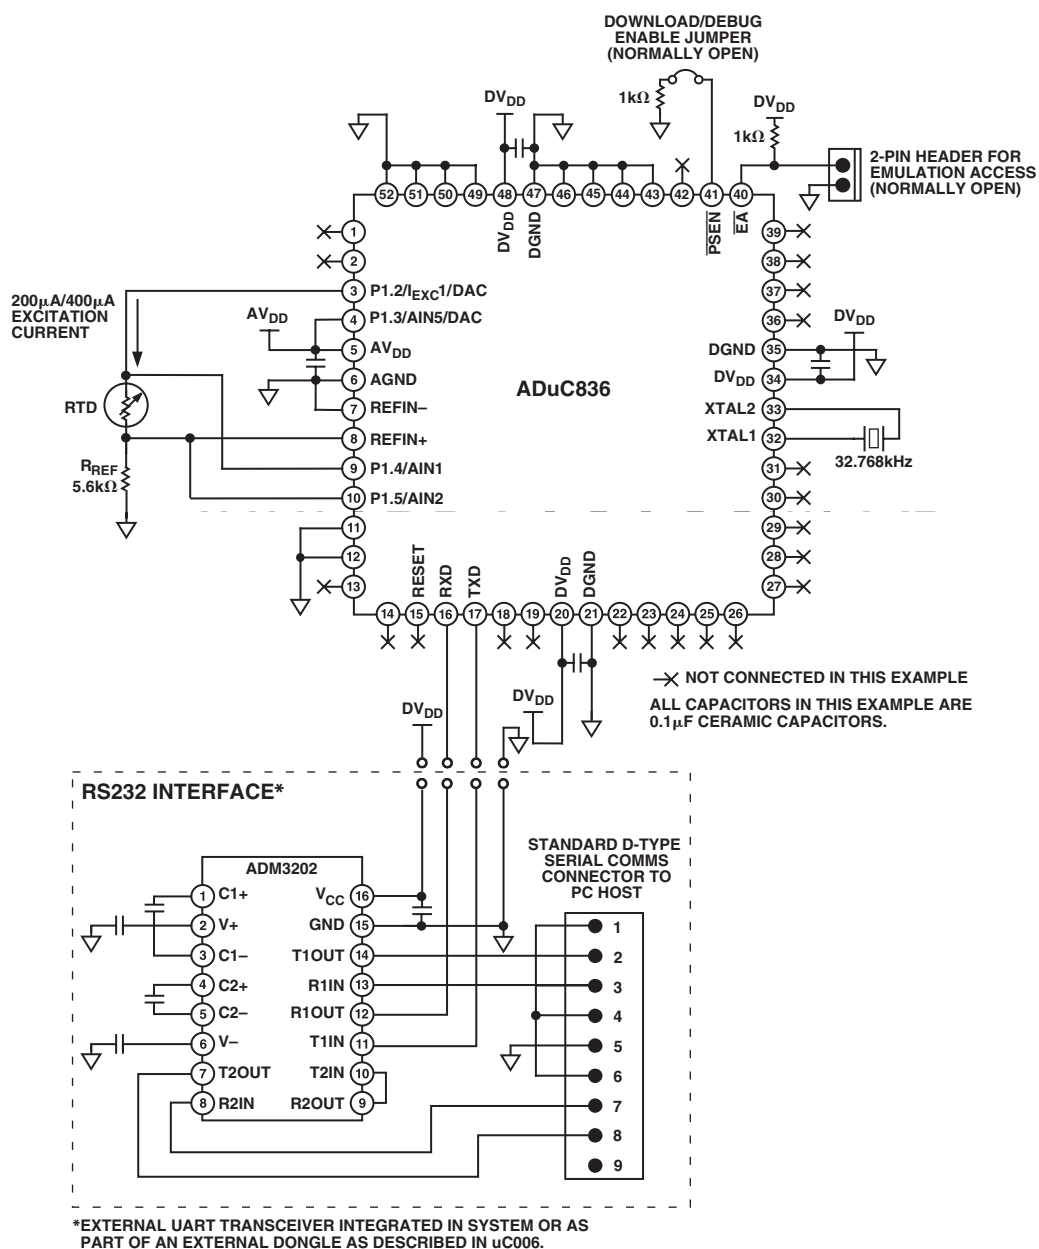 DOWNLOAD/DEBUG
ENABLE JUMPER
(NORMALLY OPEN)
1kΩ
DVDD
DVDD
1kΩ
2-PIN HEADER FOR
EMULATION ACCESS
(NORMALLY OPEN)
52 51 50 49 48 47 46 45 44 43 42 41 40
DVDD
DGND
PSEN
EA
1
2
3 P1.2/IEXC1/DAC
4 P1.3/AIN5/DAC
5 AVDD
6 AGND
7 REFIN–
8 REFIN+
9 P1.4/AIN1
10 P1.5/AIN2
11
12
13
200μA/400μA
EXCITATION
CURRENT
AVDD
RTD
RREF
5.6kΩ
ADuC836
39
38
37
36
DGND 35
DVDD 34
XTAL2 33
XTAL1 32
31
30
29
28
27
DVDD
32.768kHz
RESET
RXD
TXD
DVDD
DGND
14 15 16 17 18 19 20 21 22 23 24 25 26
NOT CONNECTED IN THIS EXAMPLE
ALL CAPACITORS IN THIS EXAMPLE ARE
0.1μF CERAMIC CAPACITORS.
DVDD
DVDD
RS232 INTERFACE*
ADM3202
1 C1+
2 V+
3 C1–
4 C2+
5 C2–
6 V–
7 T2OUT
8 R2IN
VCC 16
GND 15
T1OUT 14
R1IN 13
R1OUT 12
T1IN 11
T2IN 10
R2OUT 9
STANDARD D-TYPE
SERIAL COMMS
CONNECTOR TO
PC HOST
1
2
3
4
5
6
7
8
9
*EXTERNAL UART TRANSCEIVER INTEGRATED IN SYSTEM OR AS
PART OF AN EXTERNAL DONGLE AS DESCRIBED IN uC006.